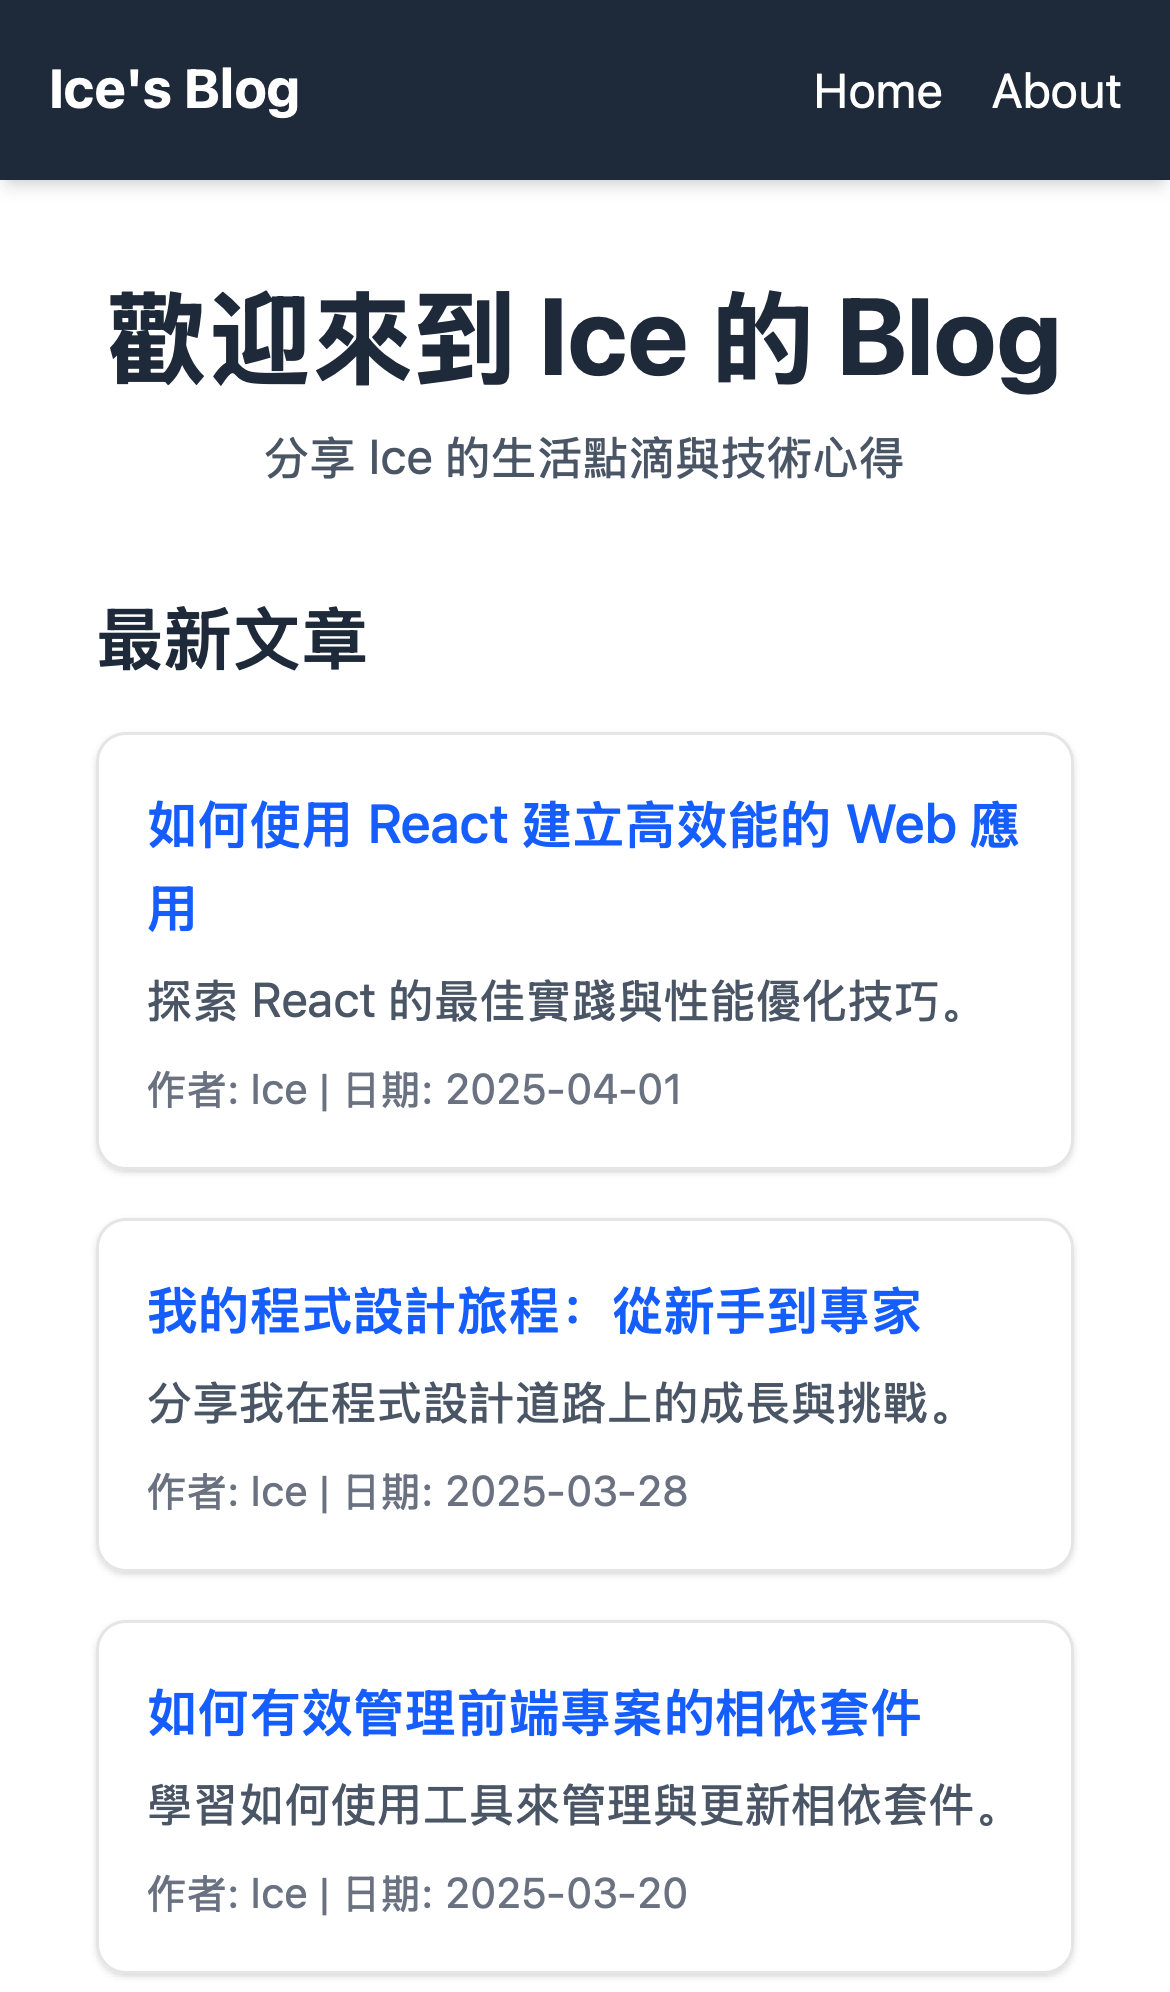 Ice's Blog
Home About
歡迎來到 Ice 的 Blog
分享 Ice 的生活點滴與技術心得
最新文章
如何使用 React 建立高效能的 Web 應
用
探索 React 的最佳實踐與性能優化技巧。
作者: Ice | 日期: 2025-04-01
我的程式設計旅程：從新手到專家
分享我在程式設計道路上的成長與挑戰。
作者: Ice | 日期: 2025-03-28
如何有效管理前端專案的相依套件
學習如何使用工具來管理與更新相依套件。
作者: Ice | 日期: 2025-03-20